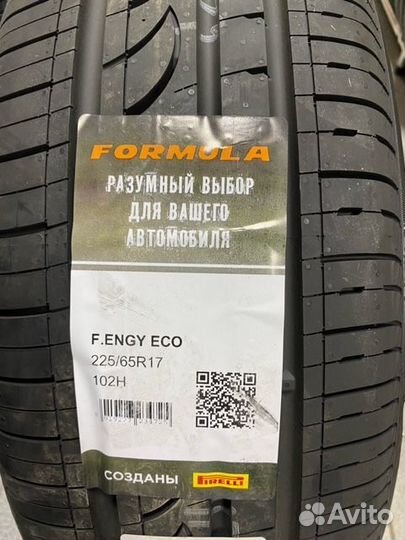 FORMULA
РАЗУМНЫЙ ВЫБОР
ДЛЯ ВАШЕГО
АВТОМОБИЛЯ
F.ENGY ECO
225/65R17
102H
СОЗДАНЫ PIRELLI
Avito